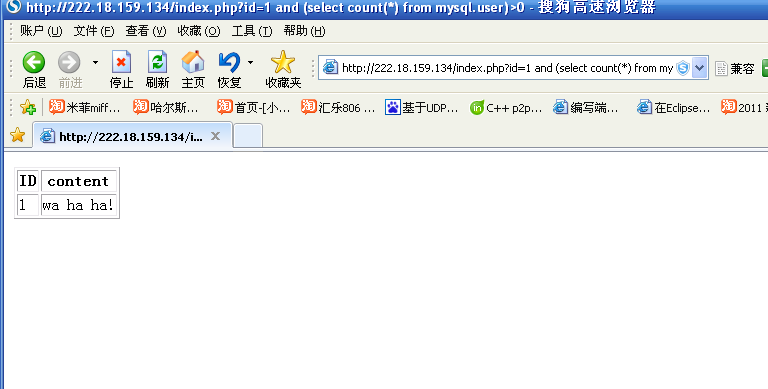 http://222.18.159.134/index.php?id=1 and (select count(*) from mysql.user)>0 - 搜狗高速浏览器
账户(U) 文件(F) 查看(V) 收藏(O) 工具(T) 帮助(H)
后退 前进 停止 刷新 主页 恢复 收藏夹 http://222.18.159.134/index.php?id=1 and (select count(*) from my 兼容
米菲miff... 哈尔斯... 首页-[小... 汇乐806 ... 基于UDP... C++ p2p... 编写端... 在Eclipse... 2011
http://222.18.159.134/i...
ID content
1 wa ha ha!